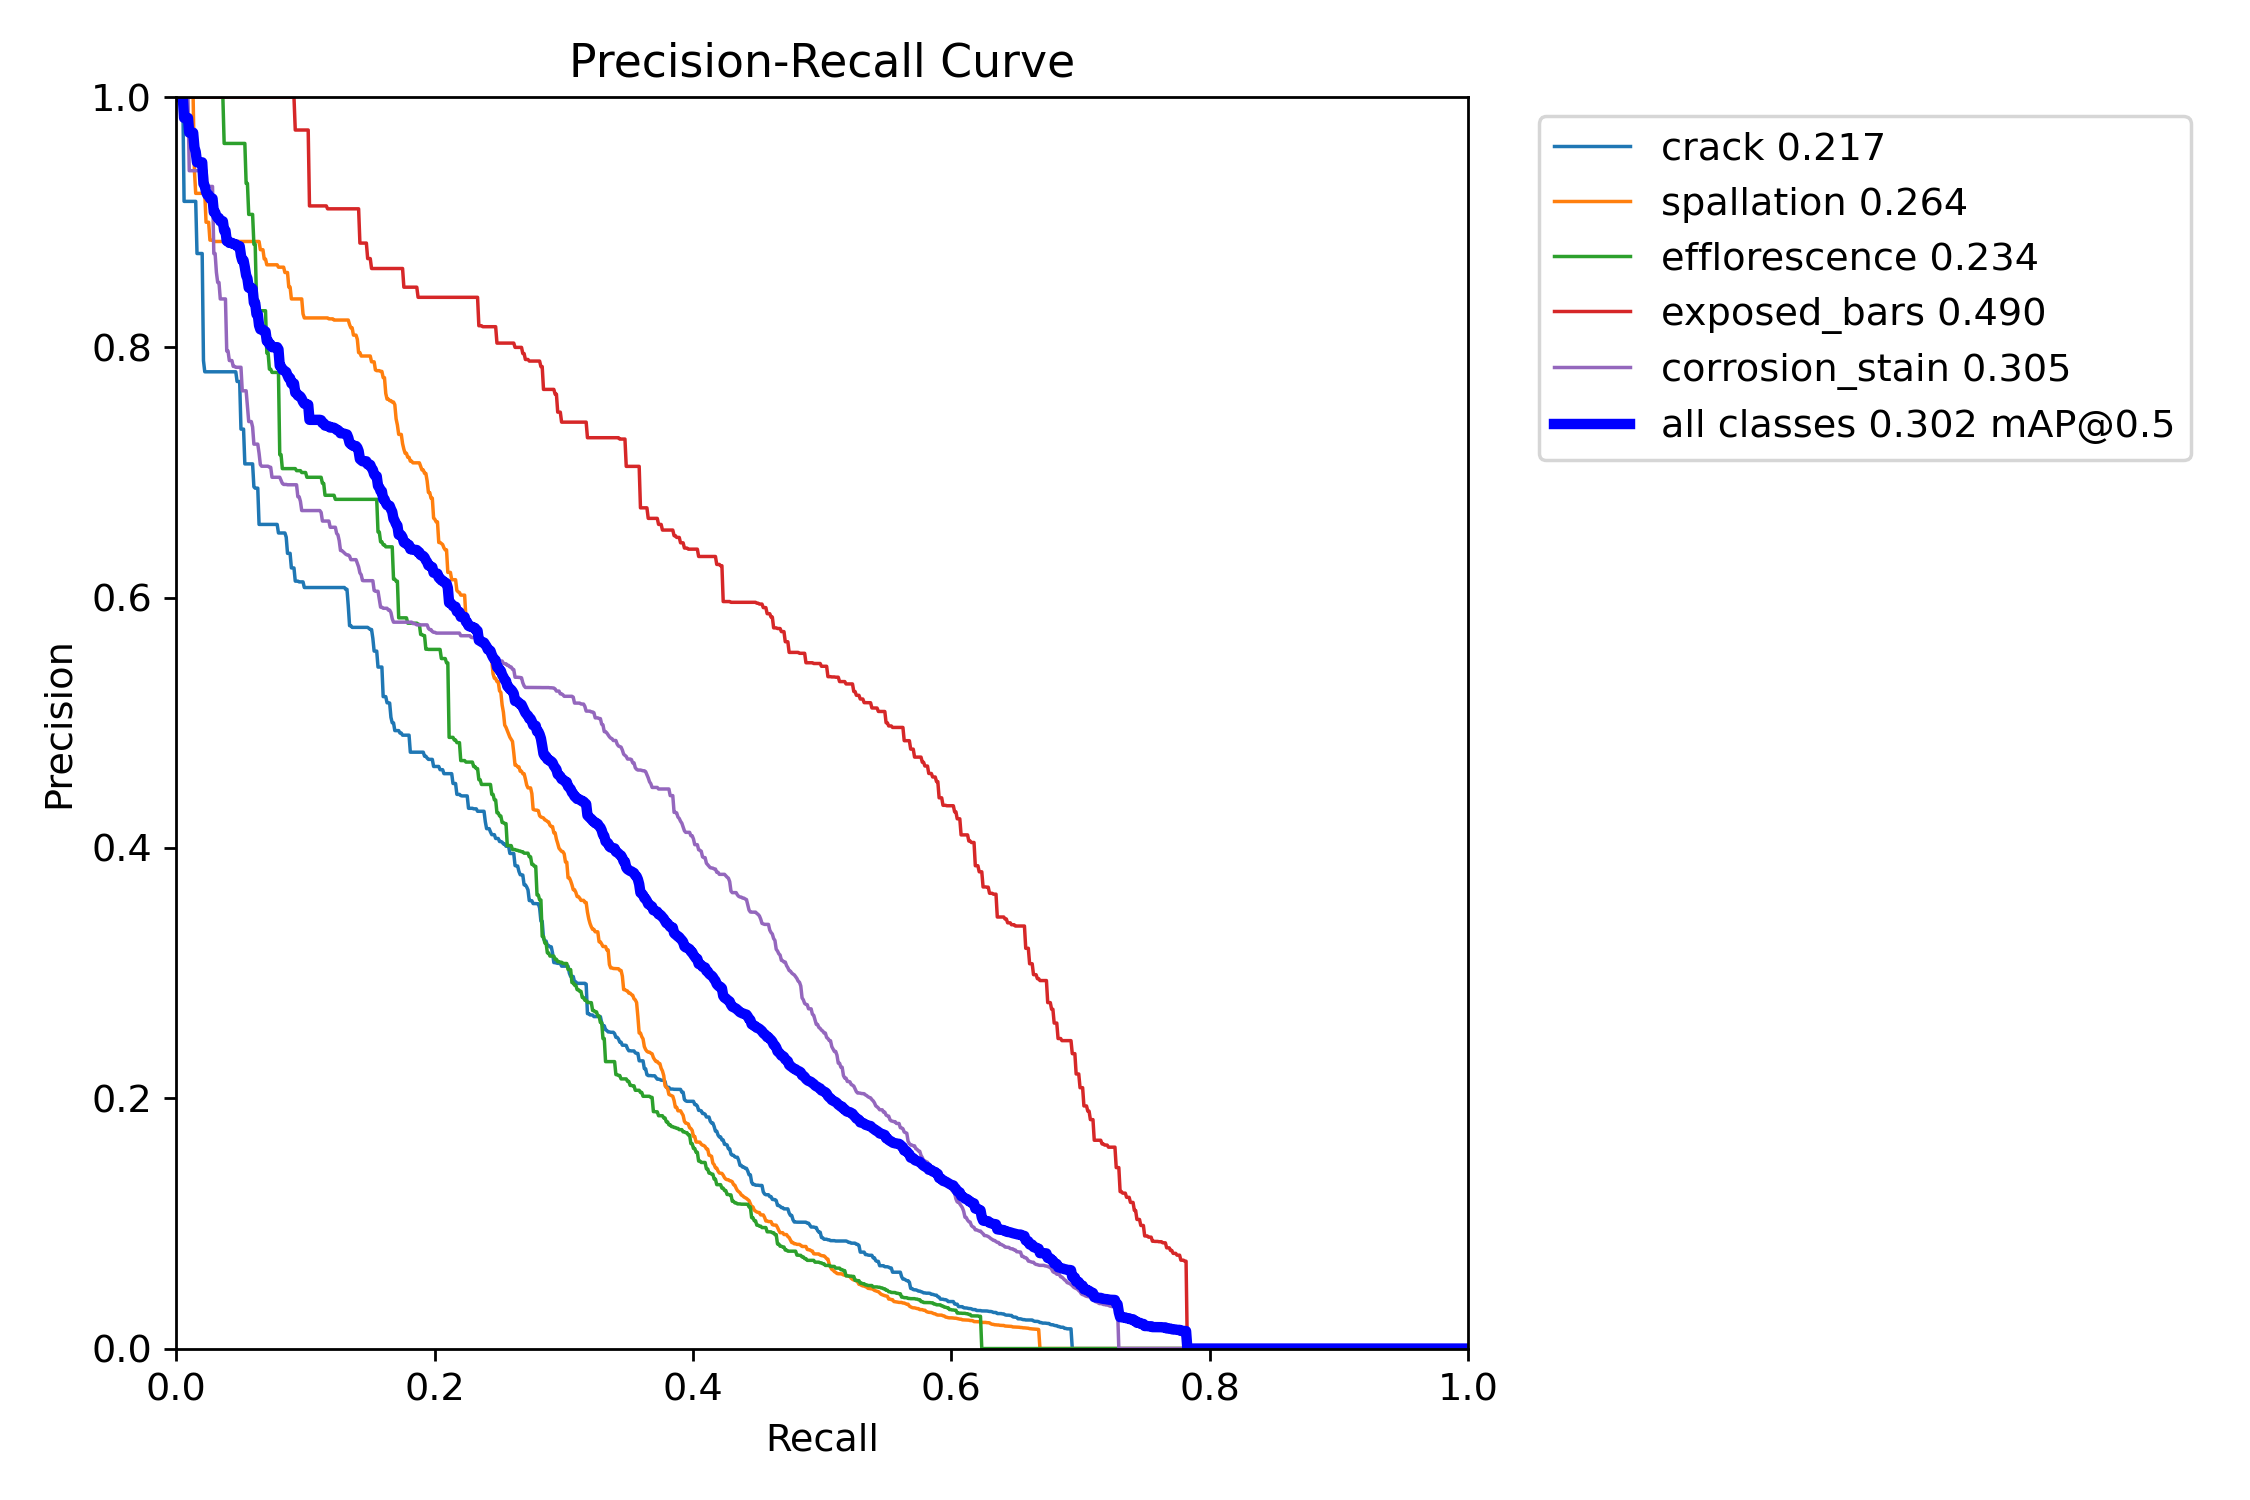 Precision-Recall Curve
1.0
0.8
0.6
0.4
0.2
0.0
Precision
0.0 0.2 0.4 0.6 0.8 1.0
Recall
crack 0.217
spallation 0.264
efflorescence 0.234
exposed_bars 0.490
corrosion_stain 0.305
all classes 0.302 mAP@0.5